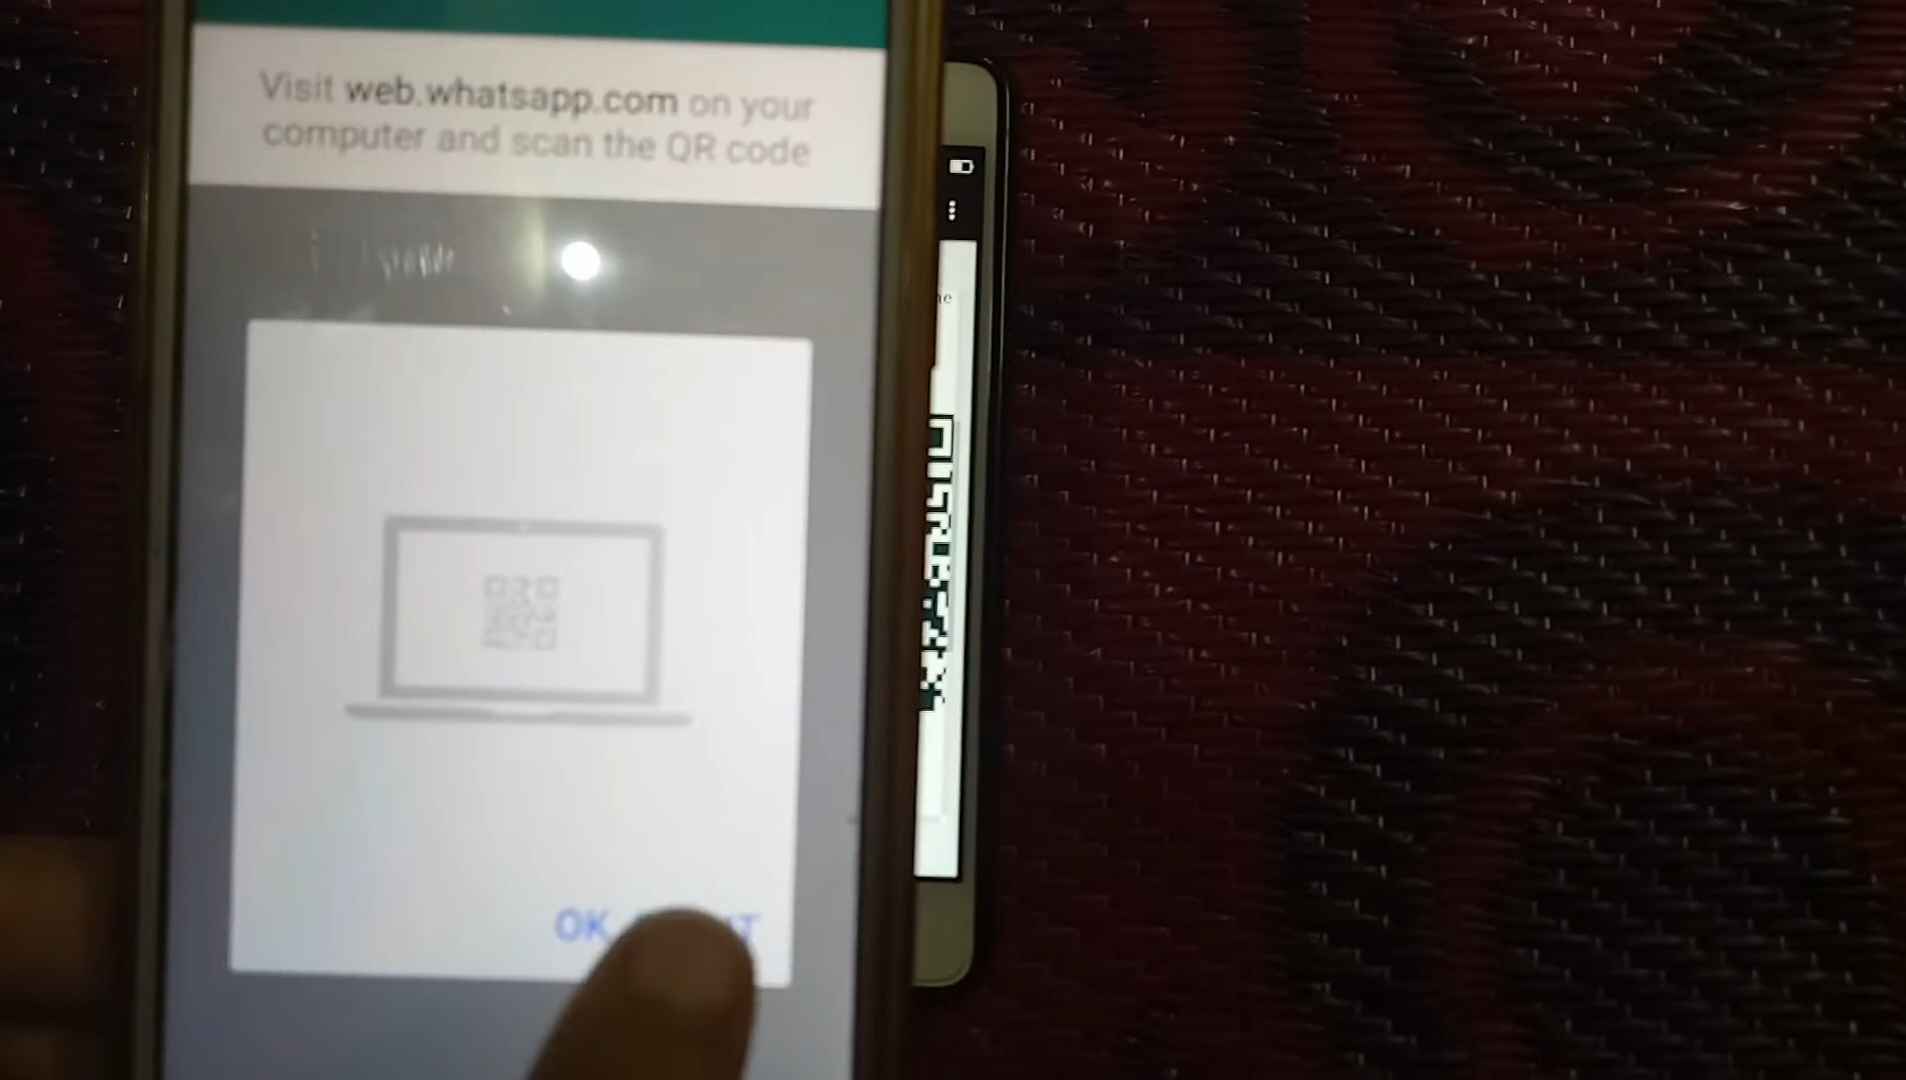 Visit web.whatsapp.com on your
computer and scan the QR code
OK